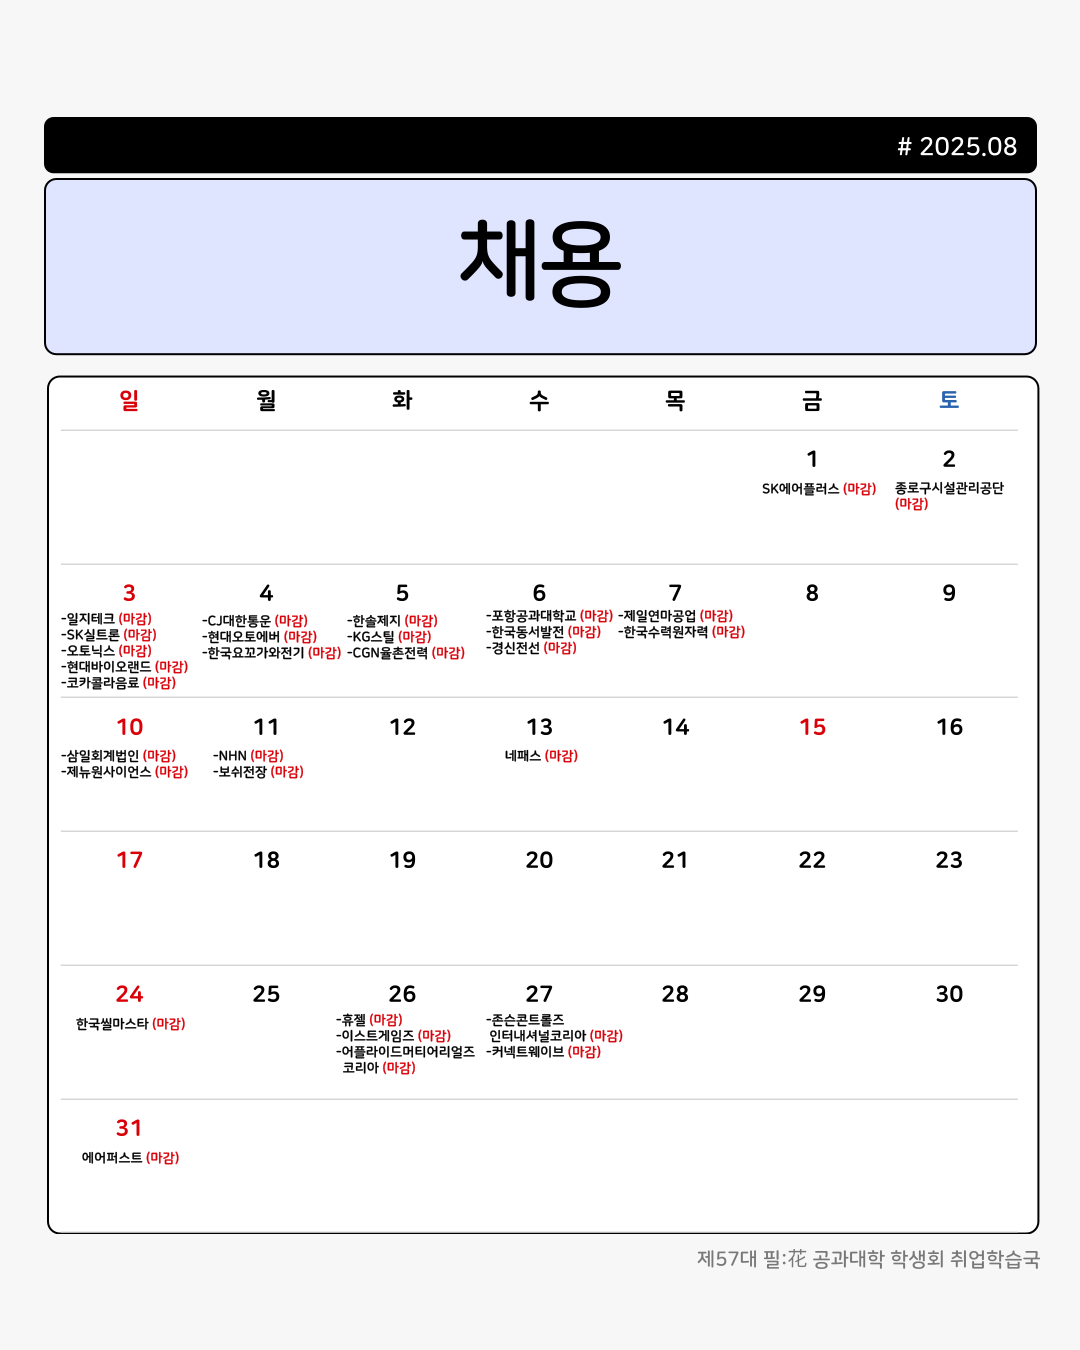 # 2025.08
채용
일 월 화 수 목 금 토
1 2
SK에어플러스 (마감)
종로구시설관리공단
(마감)
3 4 5 6 7 8 9
-일지테크 (마감)
-SK실트론 (마감)
-오토닉스 (마감)
-현대바이오랜드 (마감)
-코카콜라음료 (마감)
-CJ대한통운 (마감)
-현대오토에버 (마감)
-한국요꼬가와전기 (마감)
-한솔제지 (마감)
-KG스틸 (마감)
-CGN율촌전력 (마감)
-포항공과대학교 (마감)
-한국동서발전 (마감)
-경신전선 (마감)
-제일연마공업 (마감)
-한국수력원자력 (마감)
10 11 12 13 14 15 16
-삼일회계법인 (마감)
-제뉴원사이언스 (마감)
-NHN (마감)
-보쉬전장 (마감)
네패스 (마감)
17 18 19 20 21 22 23
24 25 26 27 28 29 30
한국씰마스타 (마감)
-휴젤 (마감)
-이스트게임즈 (마감)
-어플라이드머티어리얼즈
코리아 (마감)
-존슨콘트롤즈
인터내셔널코리아 (마감)
-커넥트웨이브 (마감)
31
에어퍼스트 (마감)
제57대 필:花 공과대학 학생회 취업학습국